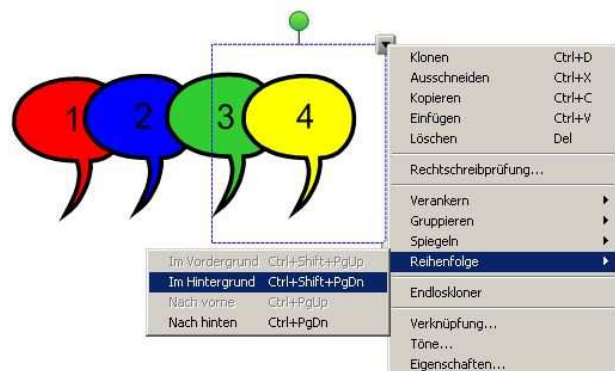 1 2 3 4
Klonen Ctrl+D
Ausschneiden Ctrl+X
Kopieren Ctrl+C
Einfügen Ctrl+V
Löschen Del
Rechtschreibprüfung...
Verankern
Gruppieren
Spiegeln
Reihenfolge
Im Vordergrund Ctrl+Shift+PgUp
Im Hintergrund Ctrl+Shift+PgDn
Nach vorne Ctrl+PgUp
Nach hinten Ctrl+PgDn
Endloskloner
Verknüpfung...
Töne...
Eigenschaften...